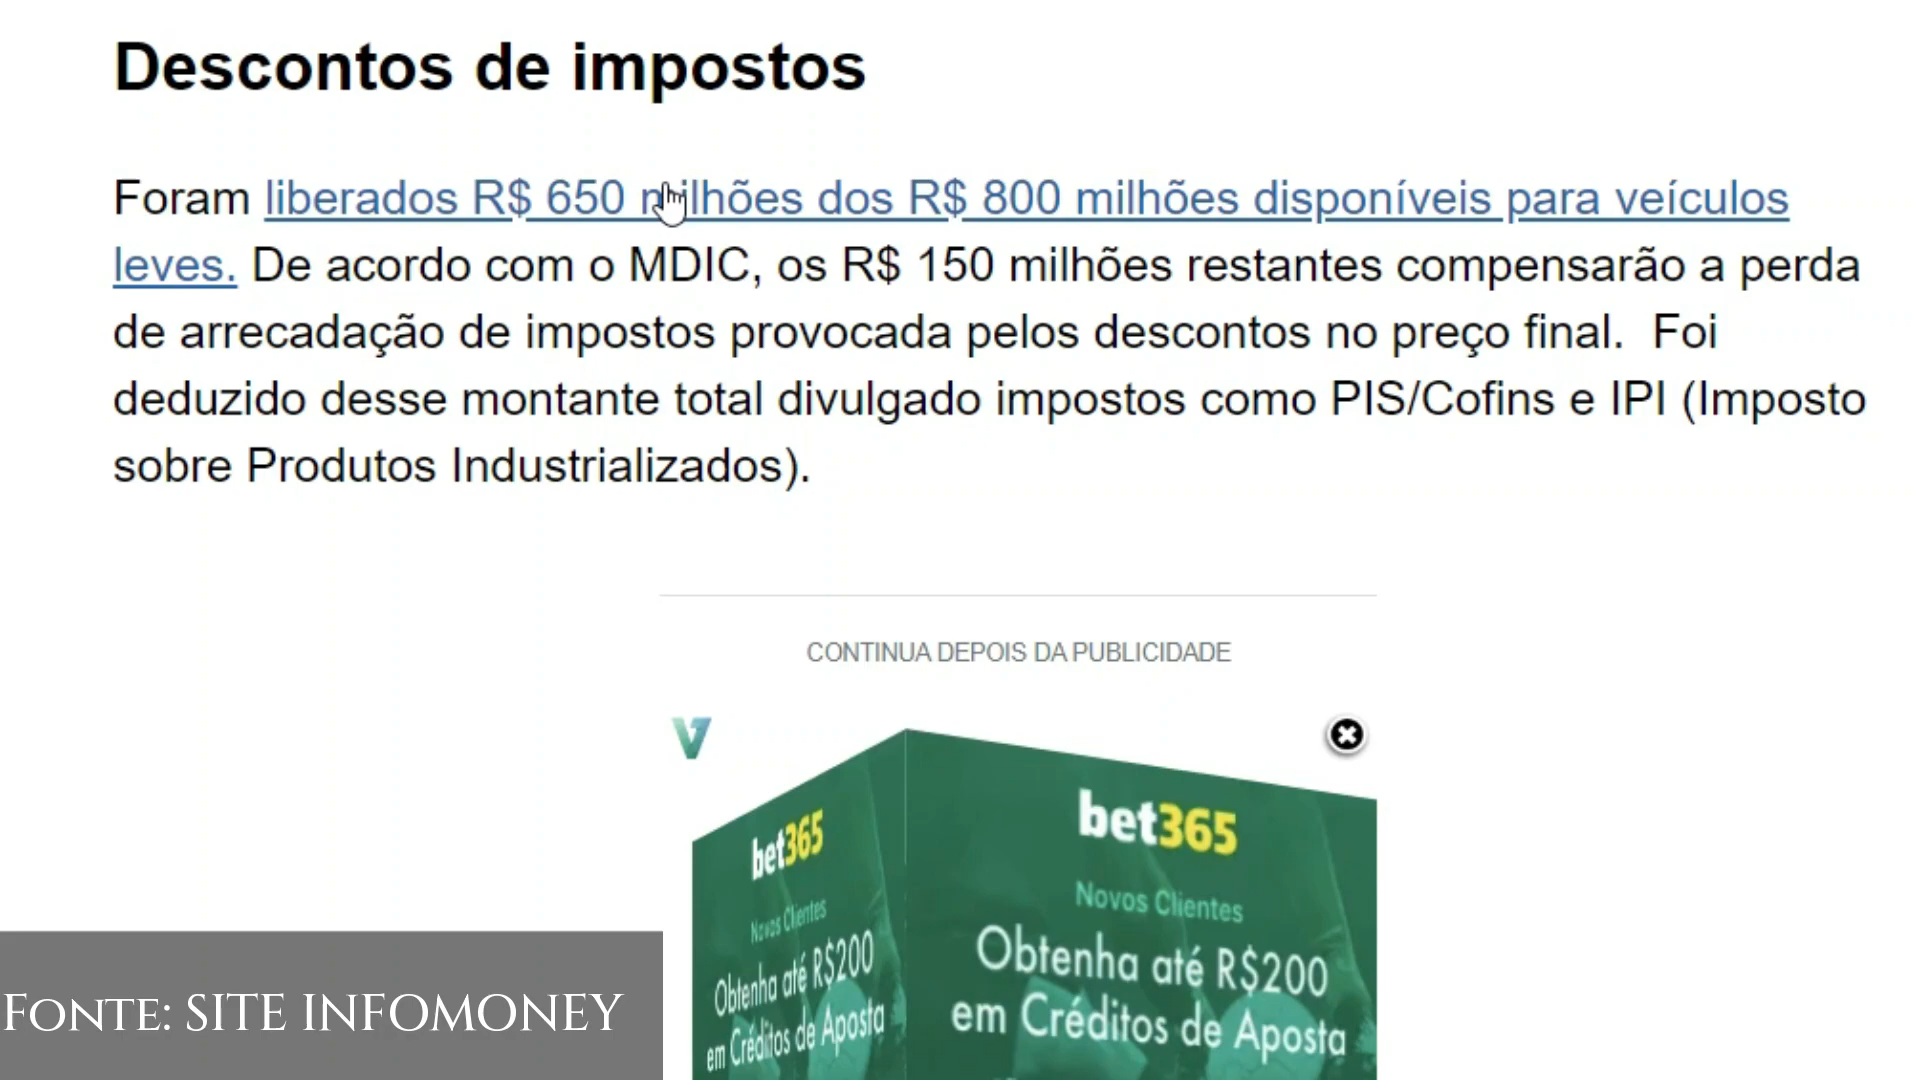 Descontos de impostos
Foram liberados R$ 650 milhões dos R$ 800 milhões disponíveis para veículos
leves. De acordo com o MDIC, os R$ 150 milhões restantes compensarão a perda
de arrecadação de impostos provocada pelos descontos no preço final. Foi
deduzido desse montante total divulgado impostos como PIS/Cofins e IPI (Imposto
sobre Produtos Industrializados).
CONTINUA DEPOIS DA PUBLICIDADE
bet365
Novos Clientes
Obtenha até R$200
em Créditos de Aposta
bet365
Novos Clientes
Obtenha até R$200
em Créditos de Aposta
FONTE: SITE INFOMONEY